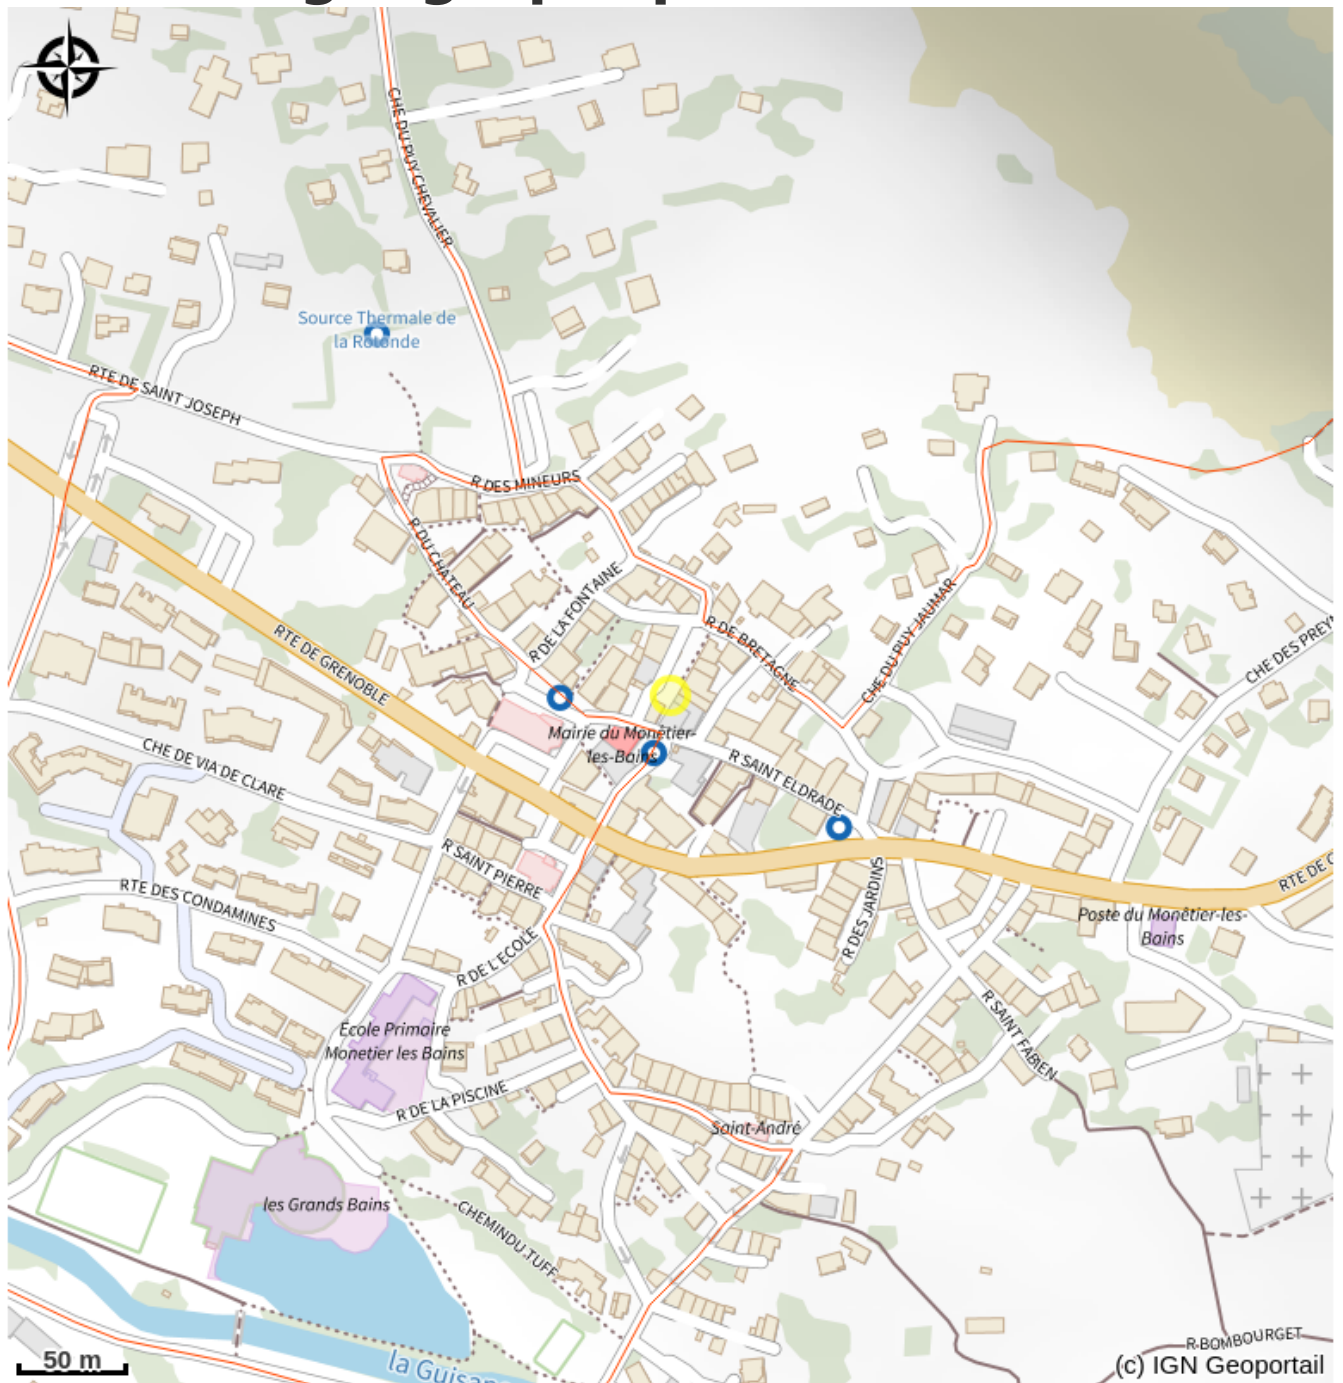 CHE DU PUY CHEVALIER
Source Thermale de
la Rotonde
RTE DE SAINT JOSEPH
R DES MINEURS
R DU CHATEAU
R DE LA FONTAINE
R DE BRETAGNE
CHE DU PUY JAUMAR
CHE DES PREY
RTE DE GRENOBLE
Mairie du Monêtier-
les-Bains
CHE DE VIA DE CLARE
R SAINT ELDRADE
R SAINT PIERRE
RTE DES CONDAMINES
R DES JARDINS
RTE DE G
Poste du Monêtier-les-
Bains
R DE L'ECOLE
R SAINT FABIEN
Ecole Primaire
Monetier les Bains
R DE LA PISCINE
Saint-André
les Grands Bains
CHEMIN DU TUFF
R BOMBOURGET
50 m
la Guisan
(c) IGN Geoportail